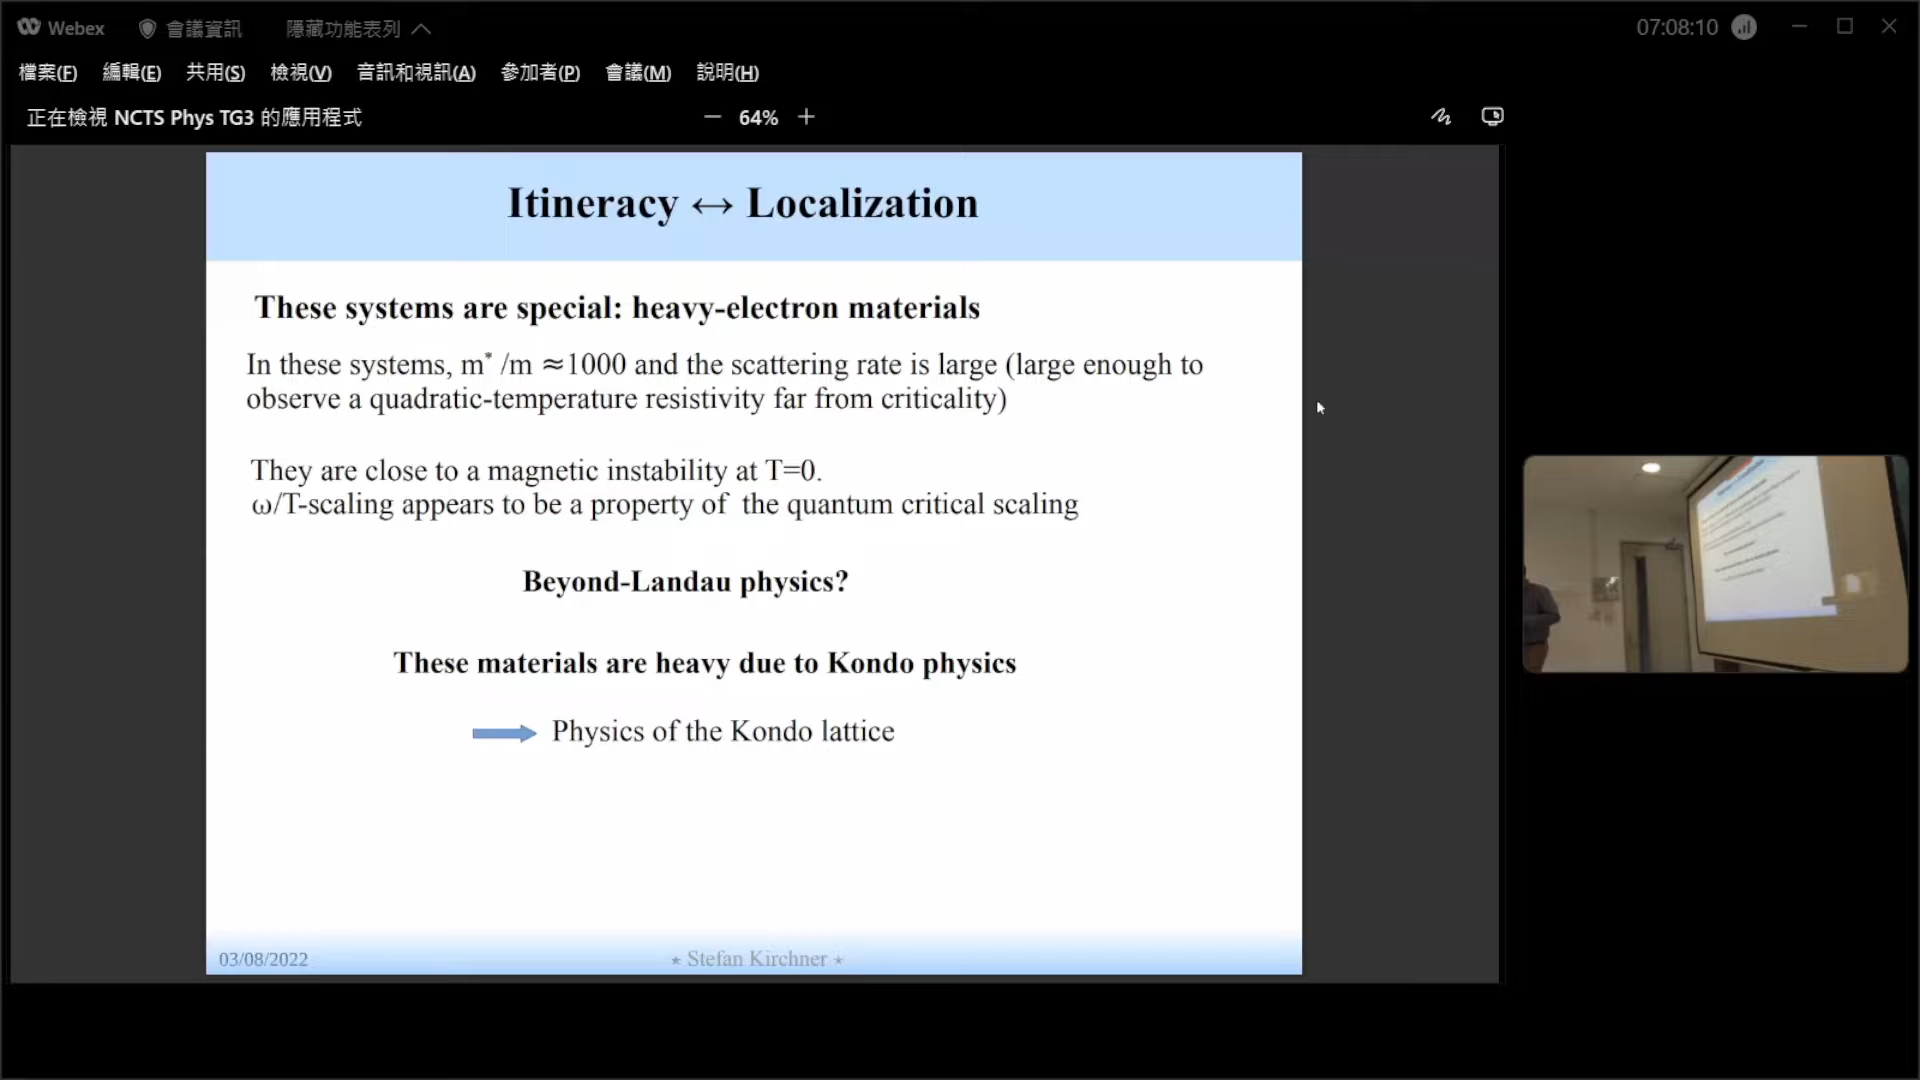 Webex 會議資訊 隱藏功能表列 07:08:10
檔案(F) 編輯(E) 共用(S) 檢視(V) 音訊和視訊(A) 參加者(P) 會議(M) 說明(H)
正在檢視 NCTS Phys TG3 的應用程式 — 64% +
Itineracy ↔ Localization
These systems are special: heavy-electron materials
In these systems, m* /m ≈1000 and the scattering rate is large (large enough to
observe a quadratic-temperature resistivity far from criticality)
They are close to a magnetic instability at T=0.
ω/T-scaling appears to be a property of the quantum critical scaling
Beyond-Landau physics?
These materials are heavy due to Kondo physics
Physics of the Kondo lattice
03/08/2022 ⋆ Stefan Kirchner ⋆